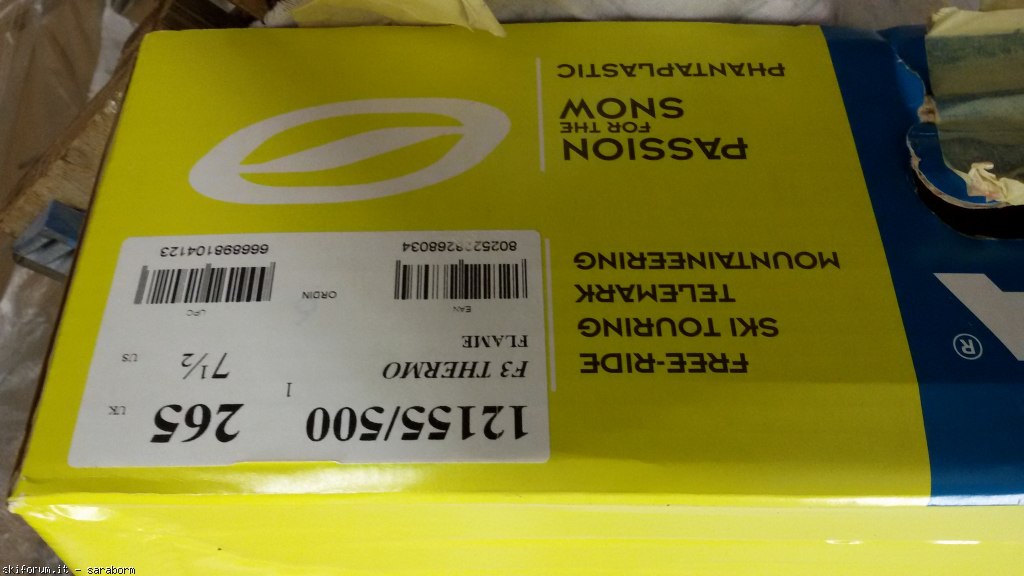 A ®
FREE-RIDE
SKI TOURING
TELEMARK
MOUNTAINEERING
PASSION
FOR THE
SNOW
PHANTAPLASTIC
12155/500 265 UK
1
F3 THERMO 7½ US
FLAME
EAN ORDIN UPC
666898104123
skiforum.it - saraborm